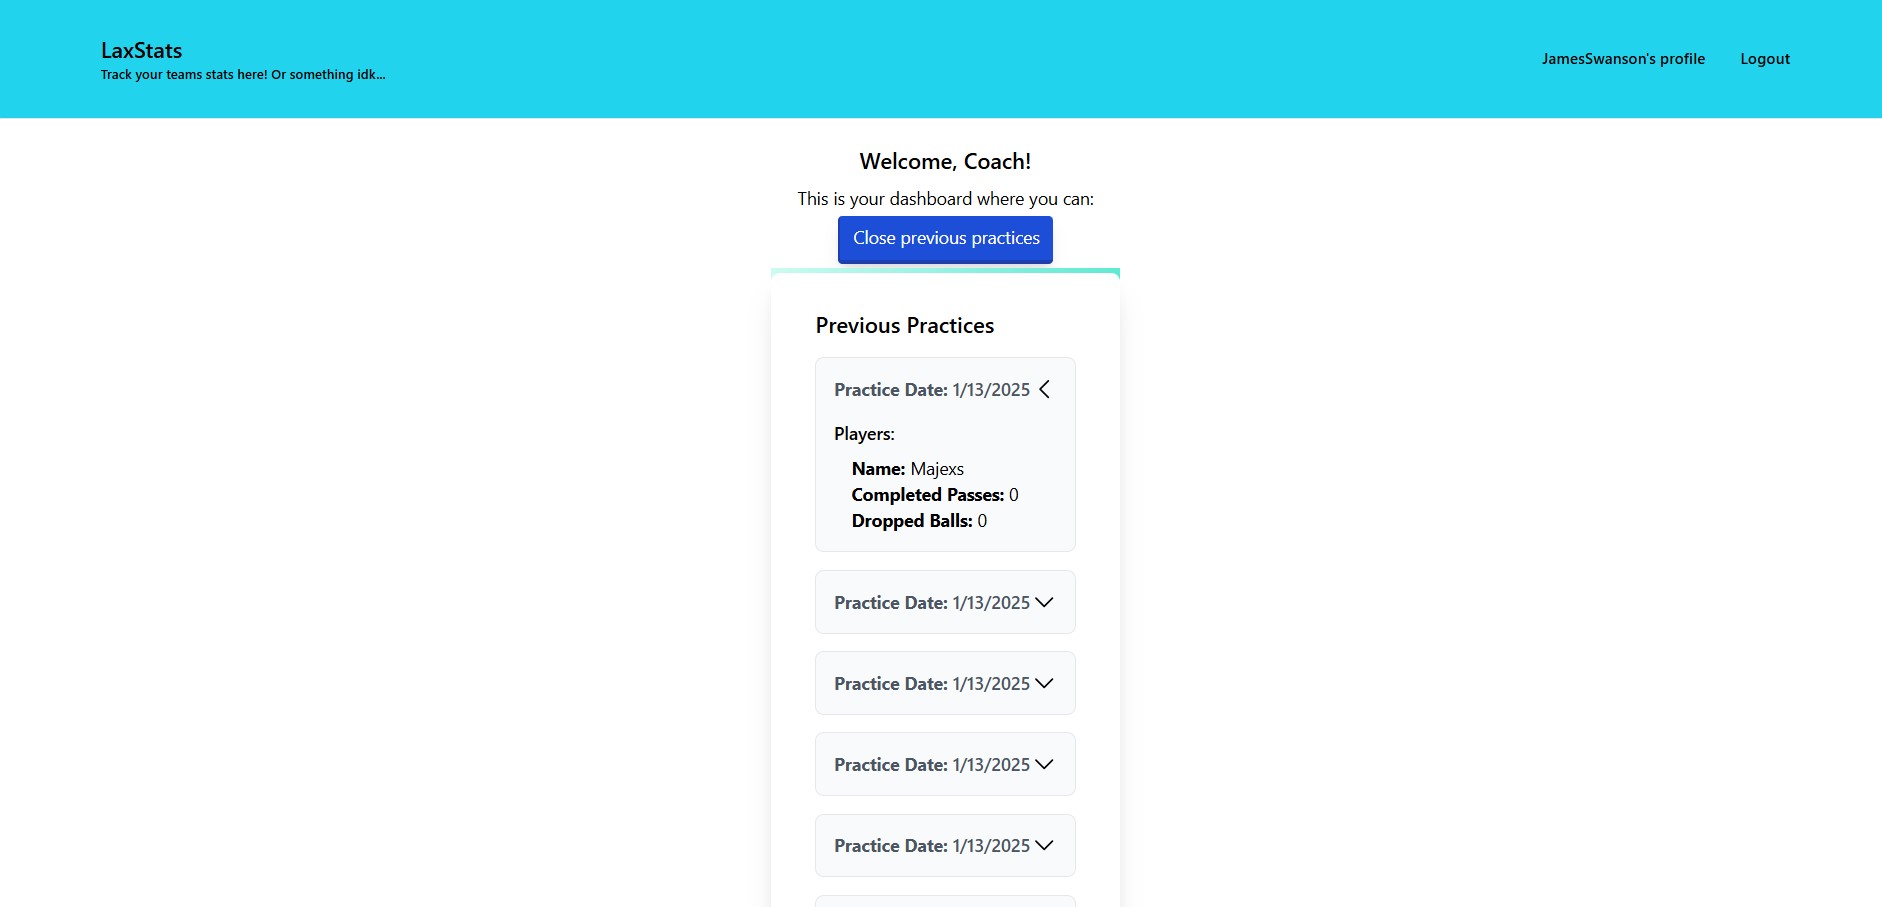 LaxStats
Track your teams stats here! Or something idk...
JamesSwanson's profile
Logout
Welcome, Coach!
This is your dashboard where you can:
Close previous practices
Previous Practices
Practice Date: 1/13/2025
Players:
Name: Majexs
Completed Passes: 0
Dropped Balls: 0
Practice Date: 1/13/2025
Practice Date: 1/13/2025
Practice Date: 1/13/2025
Practice Date: 1/13/2025